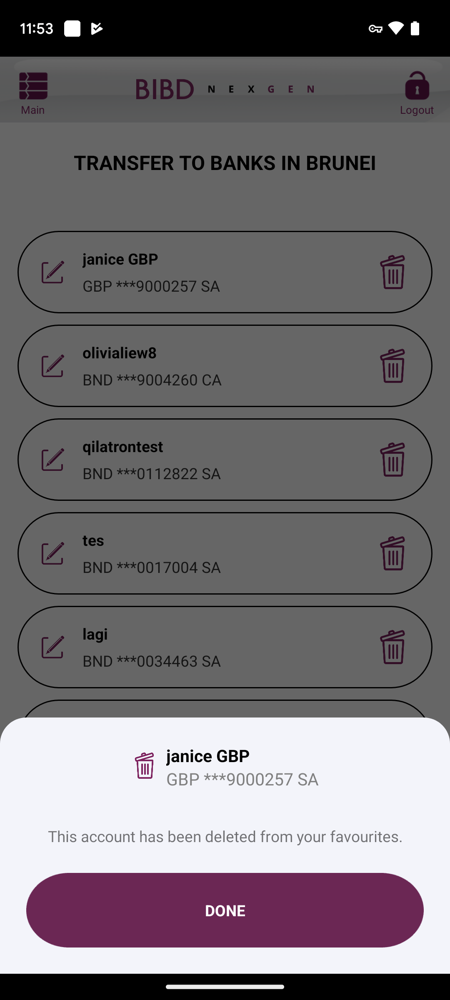 11:53
Main
BIBD NEXGEN
Logout
TRANSFER TO BANKS IN BRUNEI
janice GBP
GBP ***9000257 SA
olivialiew8
BND ***9004260 CA
qilatrontest
BND ***0112822 SA
tes
BND ***0017004 SA
lagi
BND ***0034463 SA
janice GBP
GBP ***9000257 SA
This account has been deleted from your favourites.
DONE